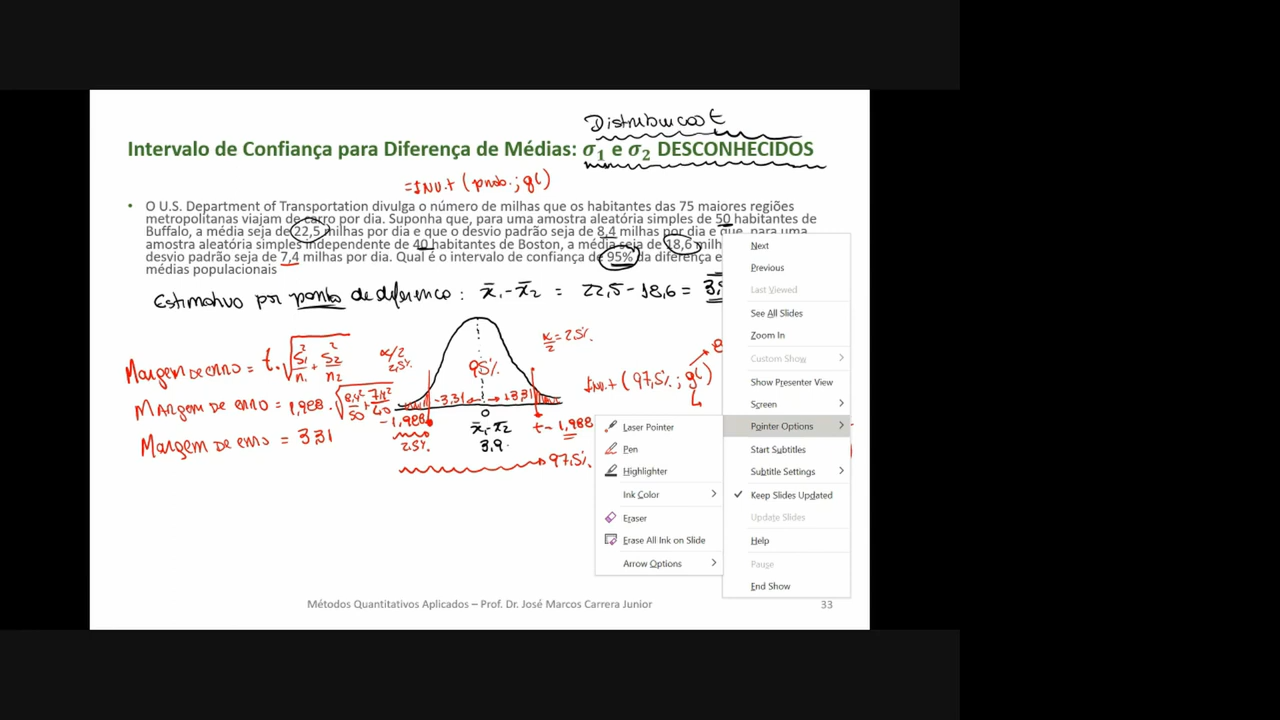 Distribuicao t
Intervalo de Confiança para Diferença de Médias: σ1 e σ2 DESCONHECIDOS
=INV.t (prob.; gl)
• O U.S. Department of Transportation divulga o número de milhas que os habitantes das 75 maiores regiões
metropolitanas viajam de carro por dia. Suponha que, para uma amostra aleatória simples de 50 habitantes de
Buffalo, a média seja de 22,5 milhas por dia e que o desvio padrão seja de 8,4 milhas por dia e que, para uma
amostra aleatória simples independente de 40 habitantes de Boston, a média seja de 18,6 milh
desvio padrão seja de 7,4 milhas por dia. Qual é o intervalo de confiança de 95% da diferença e
médias populacionais
Estimativa por ponto de diferença : x̄1-x̄2 = 22,5-18,6 = 3,9
Margem de erro = t.√S1²/n1 + S2²/n2
Margem de erro = 1,988.√8,4²/50 + 7,4²/40
Margem de erro = 3,31
α/2
2,5%
95%
α/2 = 2,5%
-3,31
+3,31
0
-1,988
x̄1-x̄2
3,9
t = 1,988
2,5%
97,5%
INV.t (97,5%; gl)
Next
Previous
Last Viewed
See All Slides
Zoom In
Custom Show
Show Presenter View
Screen
Pointer Options
Start Subtitles
Subtitle Settings
Keep Slides Updated
Update Slides
Help
Pause
End Show
Laser Pointer
Pen
Highlighter
Ink Color
Eraser
Erase All Ink on Slide
Arrow Options
Métodos Quantitativos Aplicados – Prof. Dr. José Marcos Carrera Junior
33